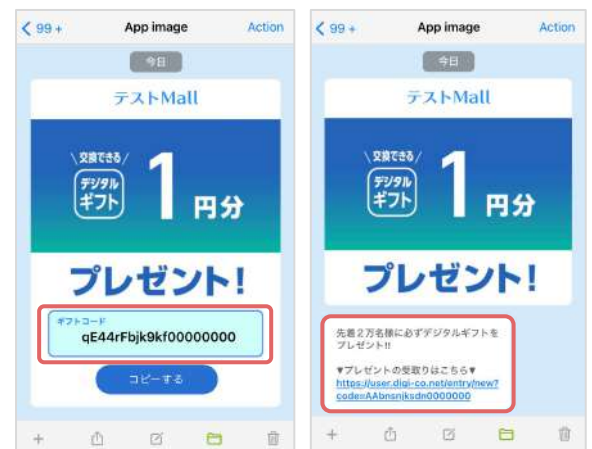 99 +
App image
Action
今日
テストMall
\交換できる/
デジタル
ギフト
1
円分
プレゼント!
ギフトコード
qE44rFbjk9kf00000000
コピーする
99 +
App image
Action
今日
テストMall
\交換できる/
デジタル
ギフト
1
円分
プレゼント!
先着2万名様に必ずデジタルギフトを
プレゼント!!
▼プレゼントの受取りはこちら▼
https://user.digi-co.net/entry/new?
code=AAbnsnjksdn0000000